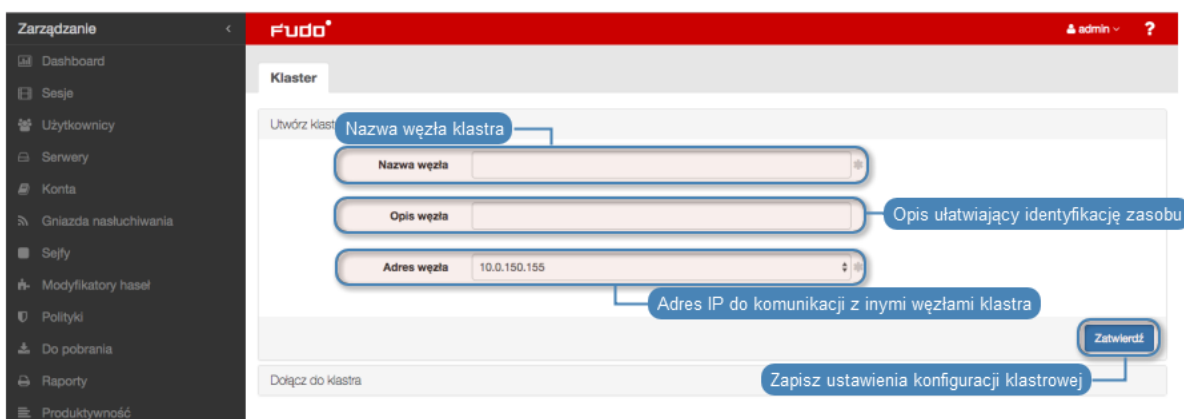 Zarządzanie
Fudo
admin
?
Dashboard
Sesje
Użytkownicy
Serwery
Konta
Gniazda nasłuchiwania
Sejfy
Modyfikatory haseł
Polityki
Do pobrania
Raporty
Produktywność
Klaster
Utwórz klast
Nazwa węzła klastra
Nazwa węzła
Opis węzła
Opis ułatwiający identyfikację zasobu
Adres węzła 10.0.150.155
Adres IP do komunikacji z inymi węzłami klastra
Zatwierdź
Dołącz do klastra
Zapisz ustawienia konfiguracji klastrowej